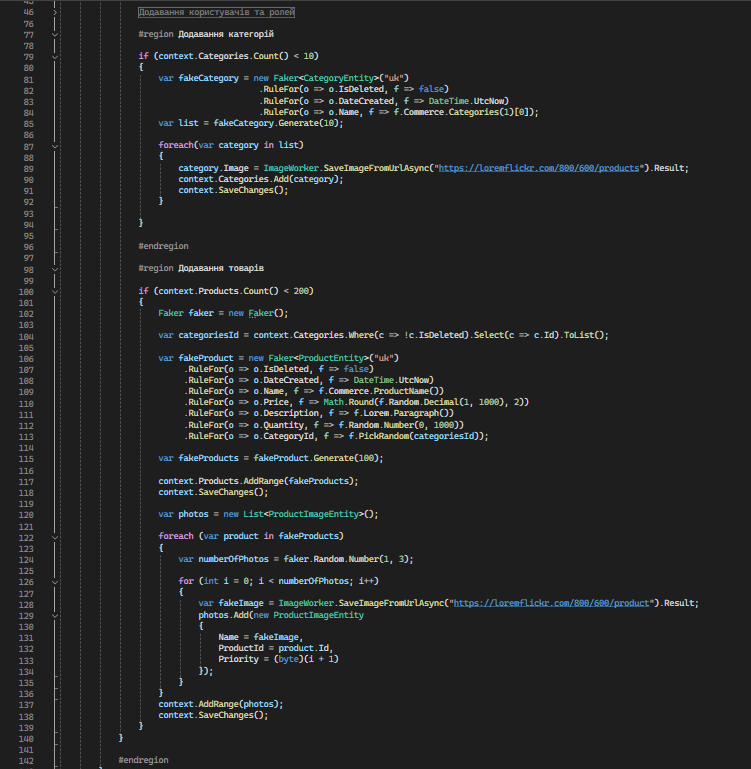 46 Додавання користувачів та ролей
76
77 #region Додавання категорій
78
79 if (context.Categories.Count() < 10)
80 {
81 var fakeCategory = new Faker<CategoryEntity>("uk")
82 .RuleFor(o => o.IsDeleted, f => false)
83 .RuleFor(o => o.DateCreated, f => DateTime.UtcNow)
84 .RuleFor(o => o.Name, f => f.Commerce.Categories(1)[0]);
85 var list = fakeCategory.Generate(10);
86
87 foreach(var category in list)
88 {
89 category.Image = ImageWorker.SaveImageFromUrlAsync("https://loremflickr.com/800/600/products").Result;
90 context.Categories.Add(category);
91 context.SaveChanges();
92 }
93
94 }
95
96 #endregion
97
98 #region Додавання товарів
99
100 if (context.Products.Count() < 200)
101 {
102 Faker faker = new Faker();
103
104 var categoriesId = context.Categories.Where(c => !c.IsDeleted).Select(c => c.Id).ToList();
105
106 var fakeProduct = new Faker<ProductEntity>("uk")
107 .RuleFor(o => o.IsDeleted, f => false)
108 .RuleFor(o => o.DateCreated, f => DateTime.UtcNow)
109 .RuleFor(o => o.Name, f => f.Commerce.ProductName())
110 .RuleFor(o => o.Price, f => Math.Round(f.Random.Decimal(1, 1000), 2))
111 .RuleFor(o => o.Description, f => f.Lorem.Paragraph())
112 .RuleFor(o => o.Quantity, f => f.Random.Number(0, 1000))
113 .RuleFor(o => o.CategoryId, f => f.PickRandom(categoriesId));
114
115 var fakeProducts = fakeProduct.Generate(100);
116
117 context.Products.AddRange(fakeProducts);
118 context.SaveChanges();
119
120 var photos = new List<ProductImageEntity>();
121
122 foreach (var product in fakeProducts)
123 {
124 var numberOfPhotos = faker.Random.Number(1, 3);
125
126 for (int i = 0; i < numberOfPhotos; i++)
127 {
128 var fakeImage = ImageWorker.SaveImageFromUrlAsync("https://loremflickr.com/800/600/product").Result;
129 photos.Add(new ProductImageEntity
130 {
131 Name = fakeImage,
132 ProductId = product.Id,
133 Priority = (byte)(i + 1)
134 });
135 }
136 }
137 context.AddRange(photos);
138 context.SaveChanges();
139 }
140 }
141
142 #endregion